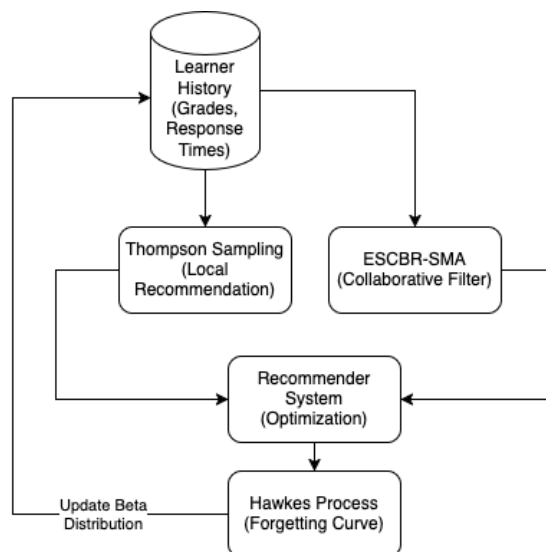 Learner
History
(Grades,
Response
Times)
Thompson Sampling
(Local
Recommendation)
ESCBR-SMA
(Collaborative Filter)
Recommender
System
(Optimization)
Update Beta
Distribution
Hawkes Process
(Forgetting Curve)